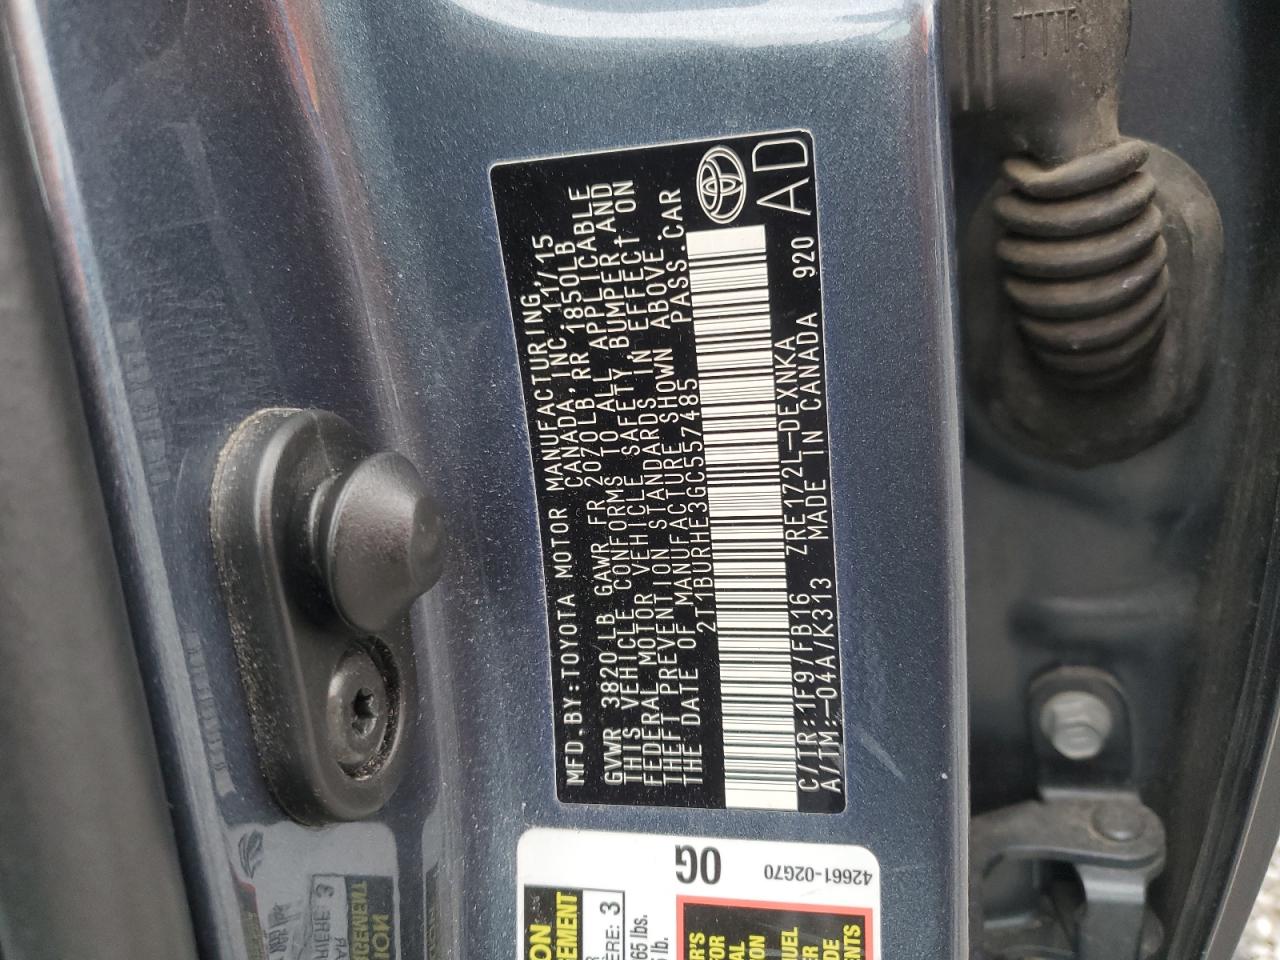 MFD.BY:TOYOTA MOTOR MANUFACTURING,
CANADA,INC. 11/15
GVWR 3820 LB GAWR FR 2070LB,RR 1850LB
THIS VEHICLE CONFORMS TO ALL APPLICABLE
FEDERAL MOTOR VEHICLE SAFETY,BUMPER,AND
THEFT PREVENTION STANDARDS IN EFFECT ON
THE DATE OF MANUFACTURE SHOWN ABOVE.
2T1BURHE3GC557485 PASS.CAR
C/TR:1F9/FB16 ZRE172L-DEXNKA 920
A/TM:-04A/K313 MADE IN CANADA
AD
0G
42661-02G70
ERE: 3